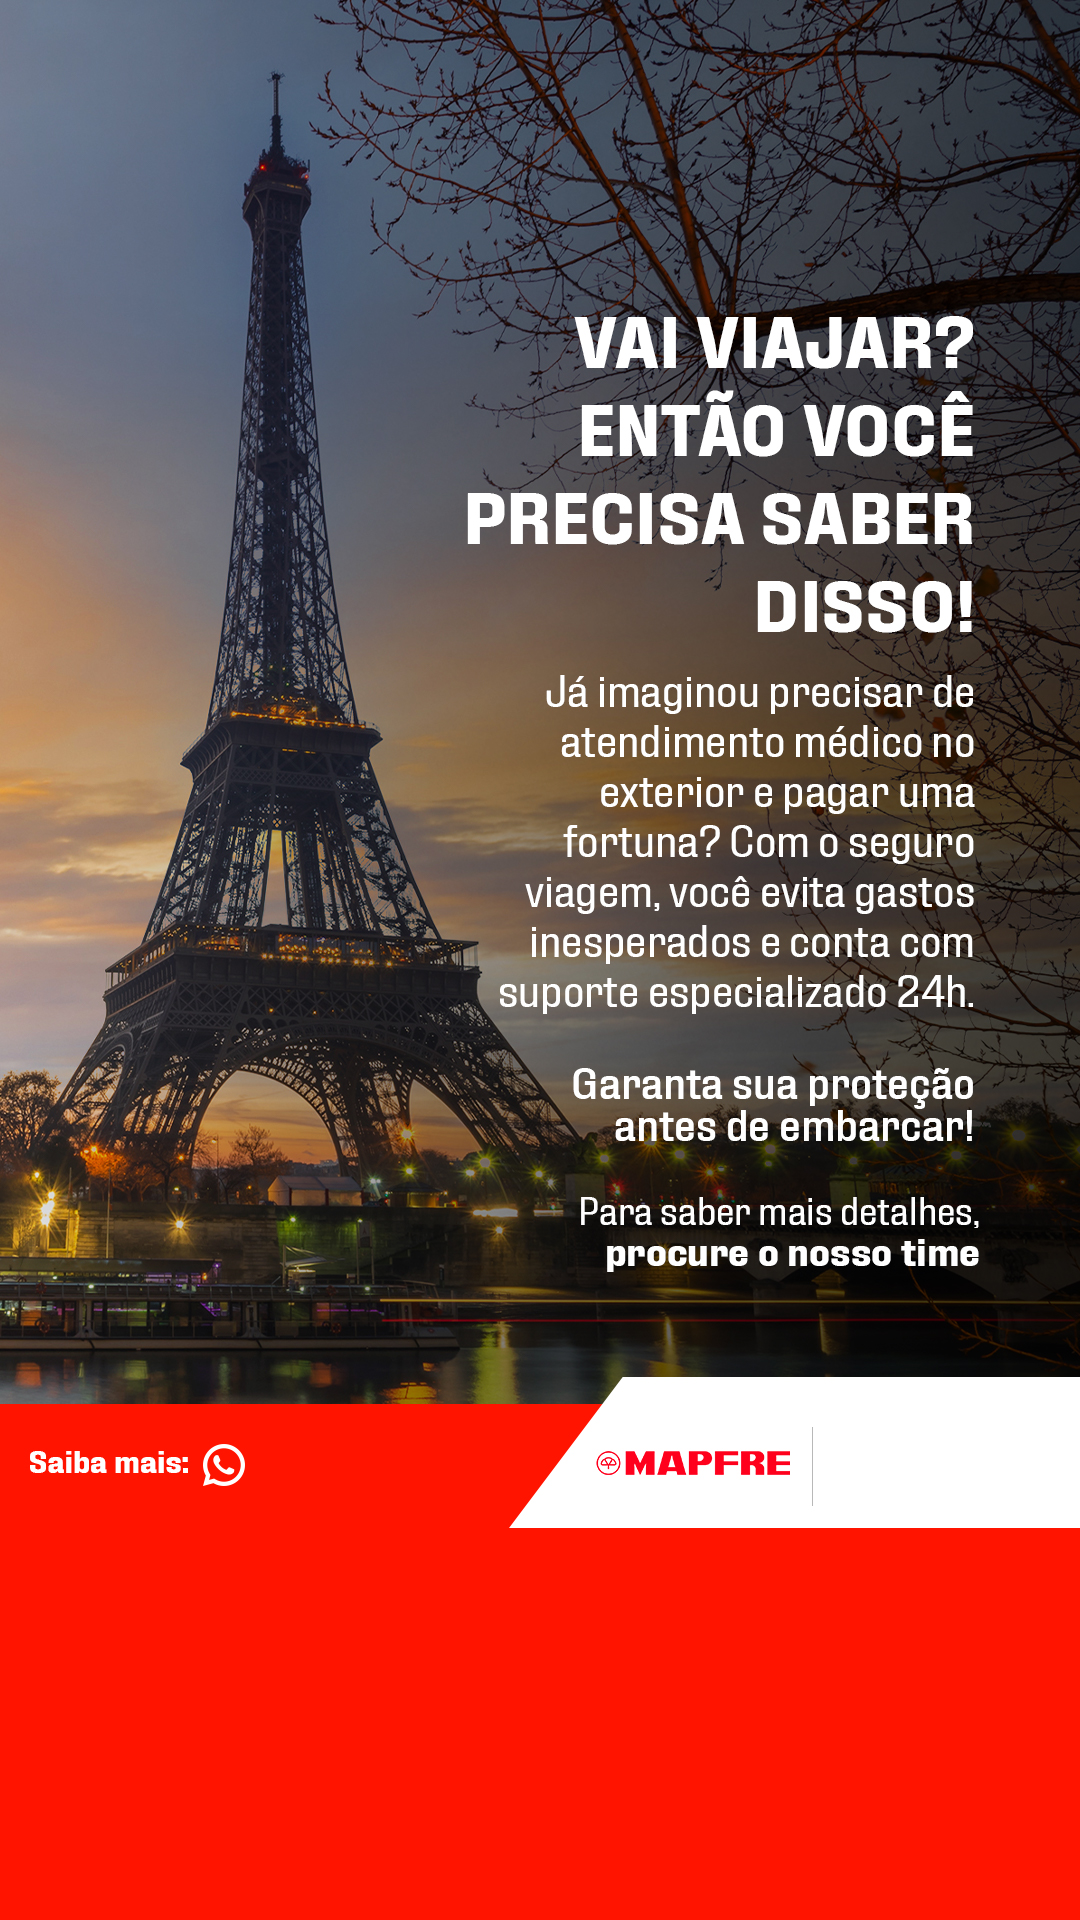 VAI VIAJAR?
ENTÃO VOCÊ
PRECISA SABER
DISSO!
Já imaginou precisar de
atendimento médico no
exterior e pagar uma
fortuna? Com o seguro
viagem, você evita gastos
inesperados e conta com
suporte especializado 24h.
Garanta sua proteção
antes de embarcar!
Para saber mais detalhes,
procure o nosso time
Saiba mais:
MAPFRE